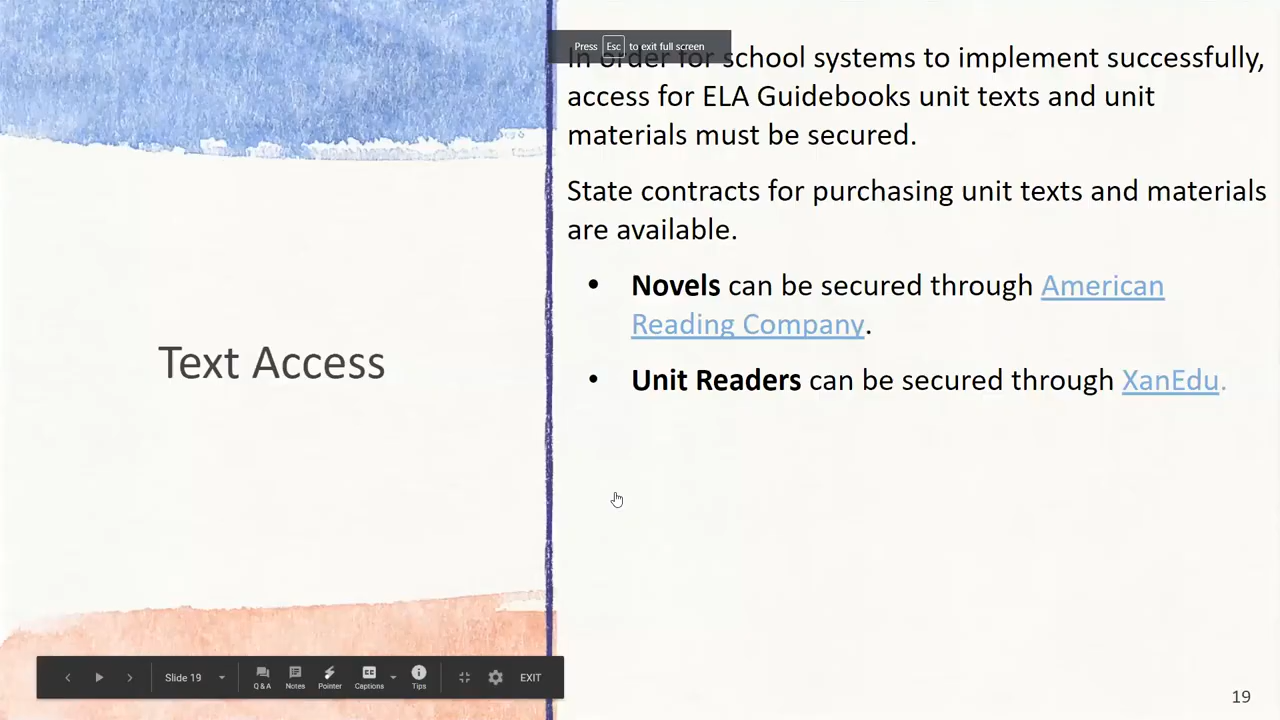 Press Esc to exit full screen
In order for school systems to implement successfully,
access for ELA Guidebooks unit texts and unit
materials must be secured.
State contracts for purchasing unit texts and materials
are available.
• Novels can be secured through American
Reading Company.
• Unit Readers can be secured through XanEdu.
Text Access
Slide 19
Q & A
Notes
Pointer
CC
Captions
Tips
EXIT
19